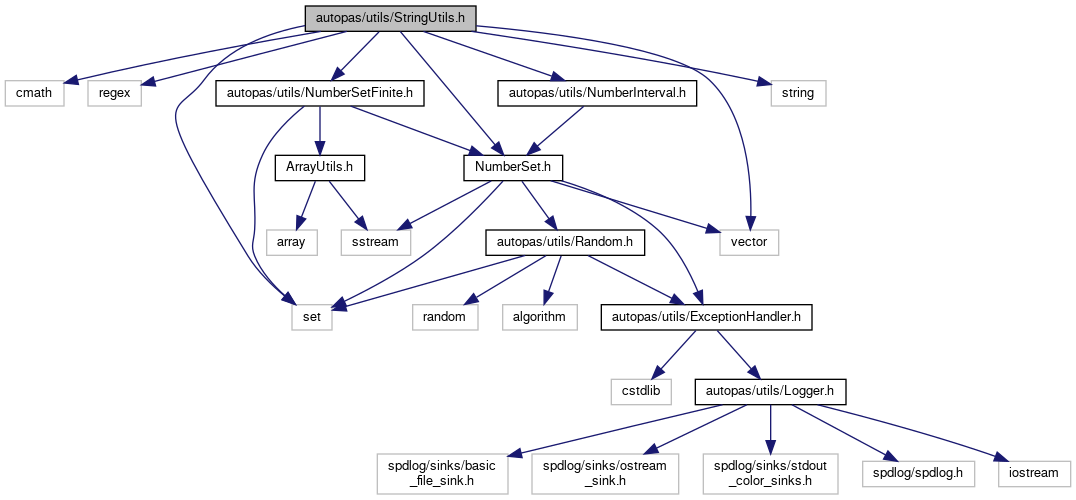 autopas/utils/StringUtils.h
cmath
regex
autopas/utils/NumberSetFinite.h
autopas/utils/NumberInterval.h
string
ArrayUtils.h
NumberSet.h
array
sstream
autopas/utils/Random.h
vector
set
random
algorithm
autopas/utils/ExceptionHandler.h
cstdlib
autopas/utils/Logger.h
spdlog/sinks/basic
_file_sink.h
spdlog/sinks/ostream
_sink.h
spdlog/sinks/stdout
_color_sinks.h
spdlog/spdlog.h
iostream